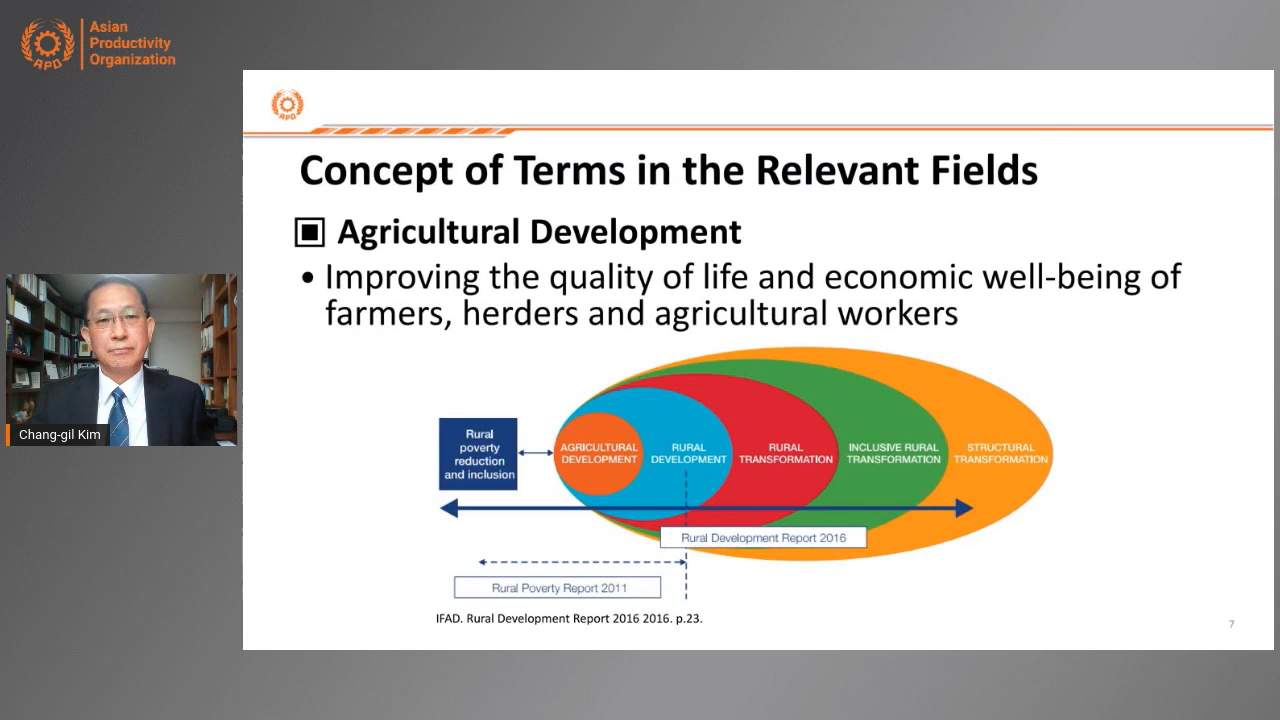 Asian
Productivity
Organization
APO
APO
Concept of Terms in the Relevant Fields
▣ Agricultural Development
• Improving the quality of life and economic well-being of
farmers, herders and agricultural workers
Rural
poverty
reduction
and inclusion
AGRICULTURAL
DEVELOPMENT
RURAL
DEVELOPMENT
RURAL
TRANSFORMATION
INCLUSIVE RURAL
TRANSFORMATION
STRUCTURAL
TRANSFORMATION
Rural Development Report 2016
Rural Poverty Report 2011
IFAD. Rural Development Report 2016 2016. p.23.
7
Chang-gil Kim